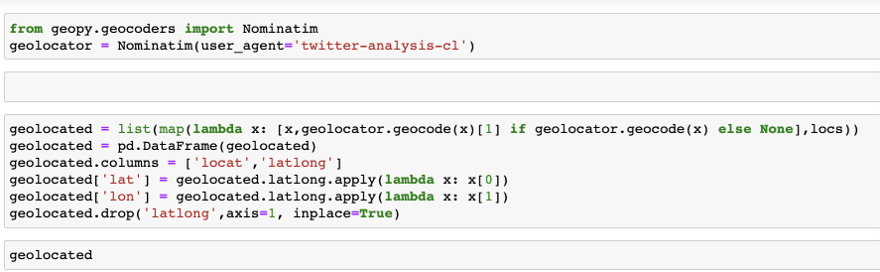 from geopy.geocoders import Nominatim
geolocator = Nominatim(user_agent='twitter-analysis-cl')
geolocated = list(map(lambda x: [x,geolocator.geocode(x)[1] if geolocator.geocode(x) else None],locs))
geolocated = pd.DataFrame(geolocated)
geolocated.columns = ['locat','latlong']
geolocated['lat'] = geolocated.latlong.apply(lambda x: x[0])
geolocated['lon'] = geolocated.latlong.apply(lambda x: x[1])
geolocated.drop('latlong',axis=1, inplace=True)
geolocated